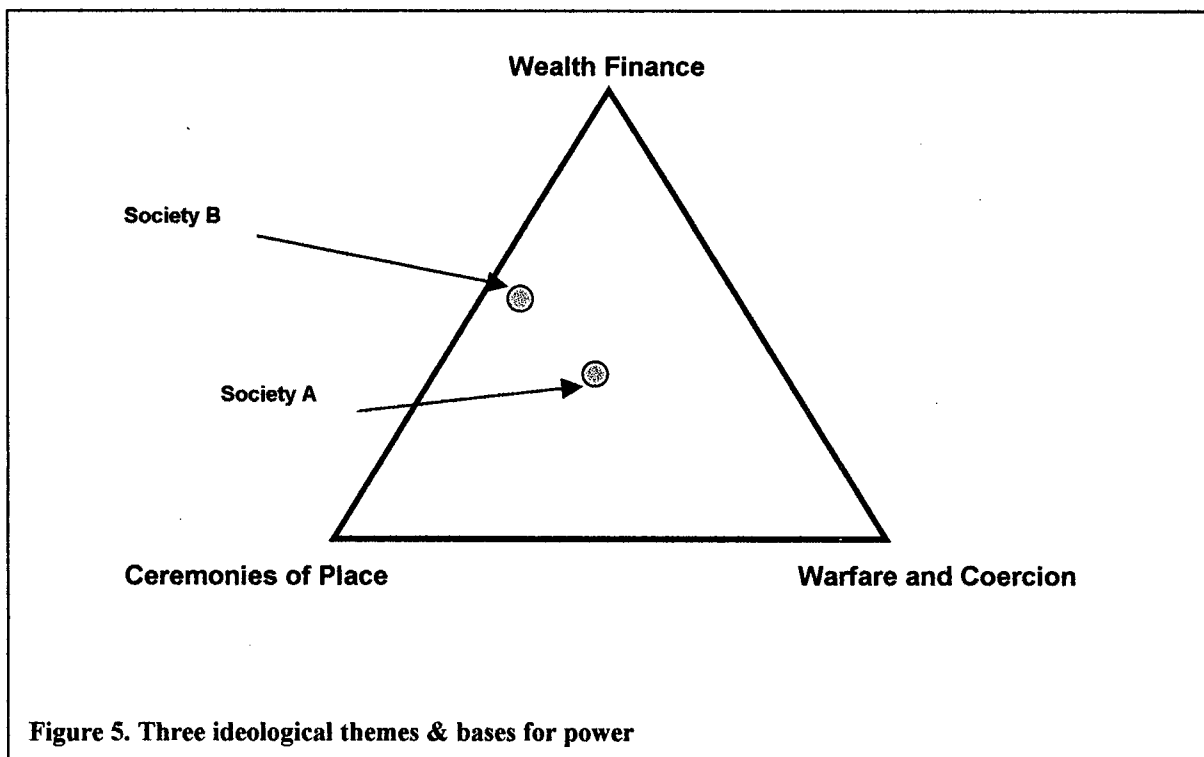 Wealth Finance
Society B
Society A
Ceremonies of Place
Warfare and Coercion
Figure 5. Three ideological themes & bases for power